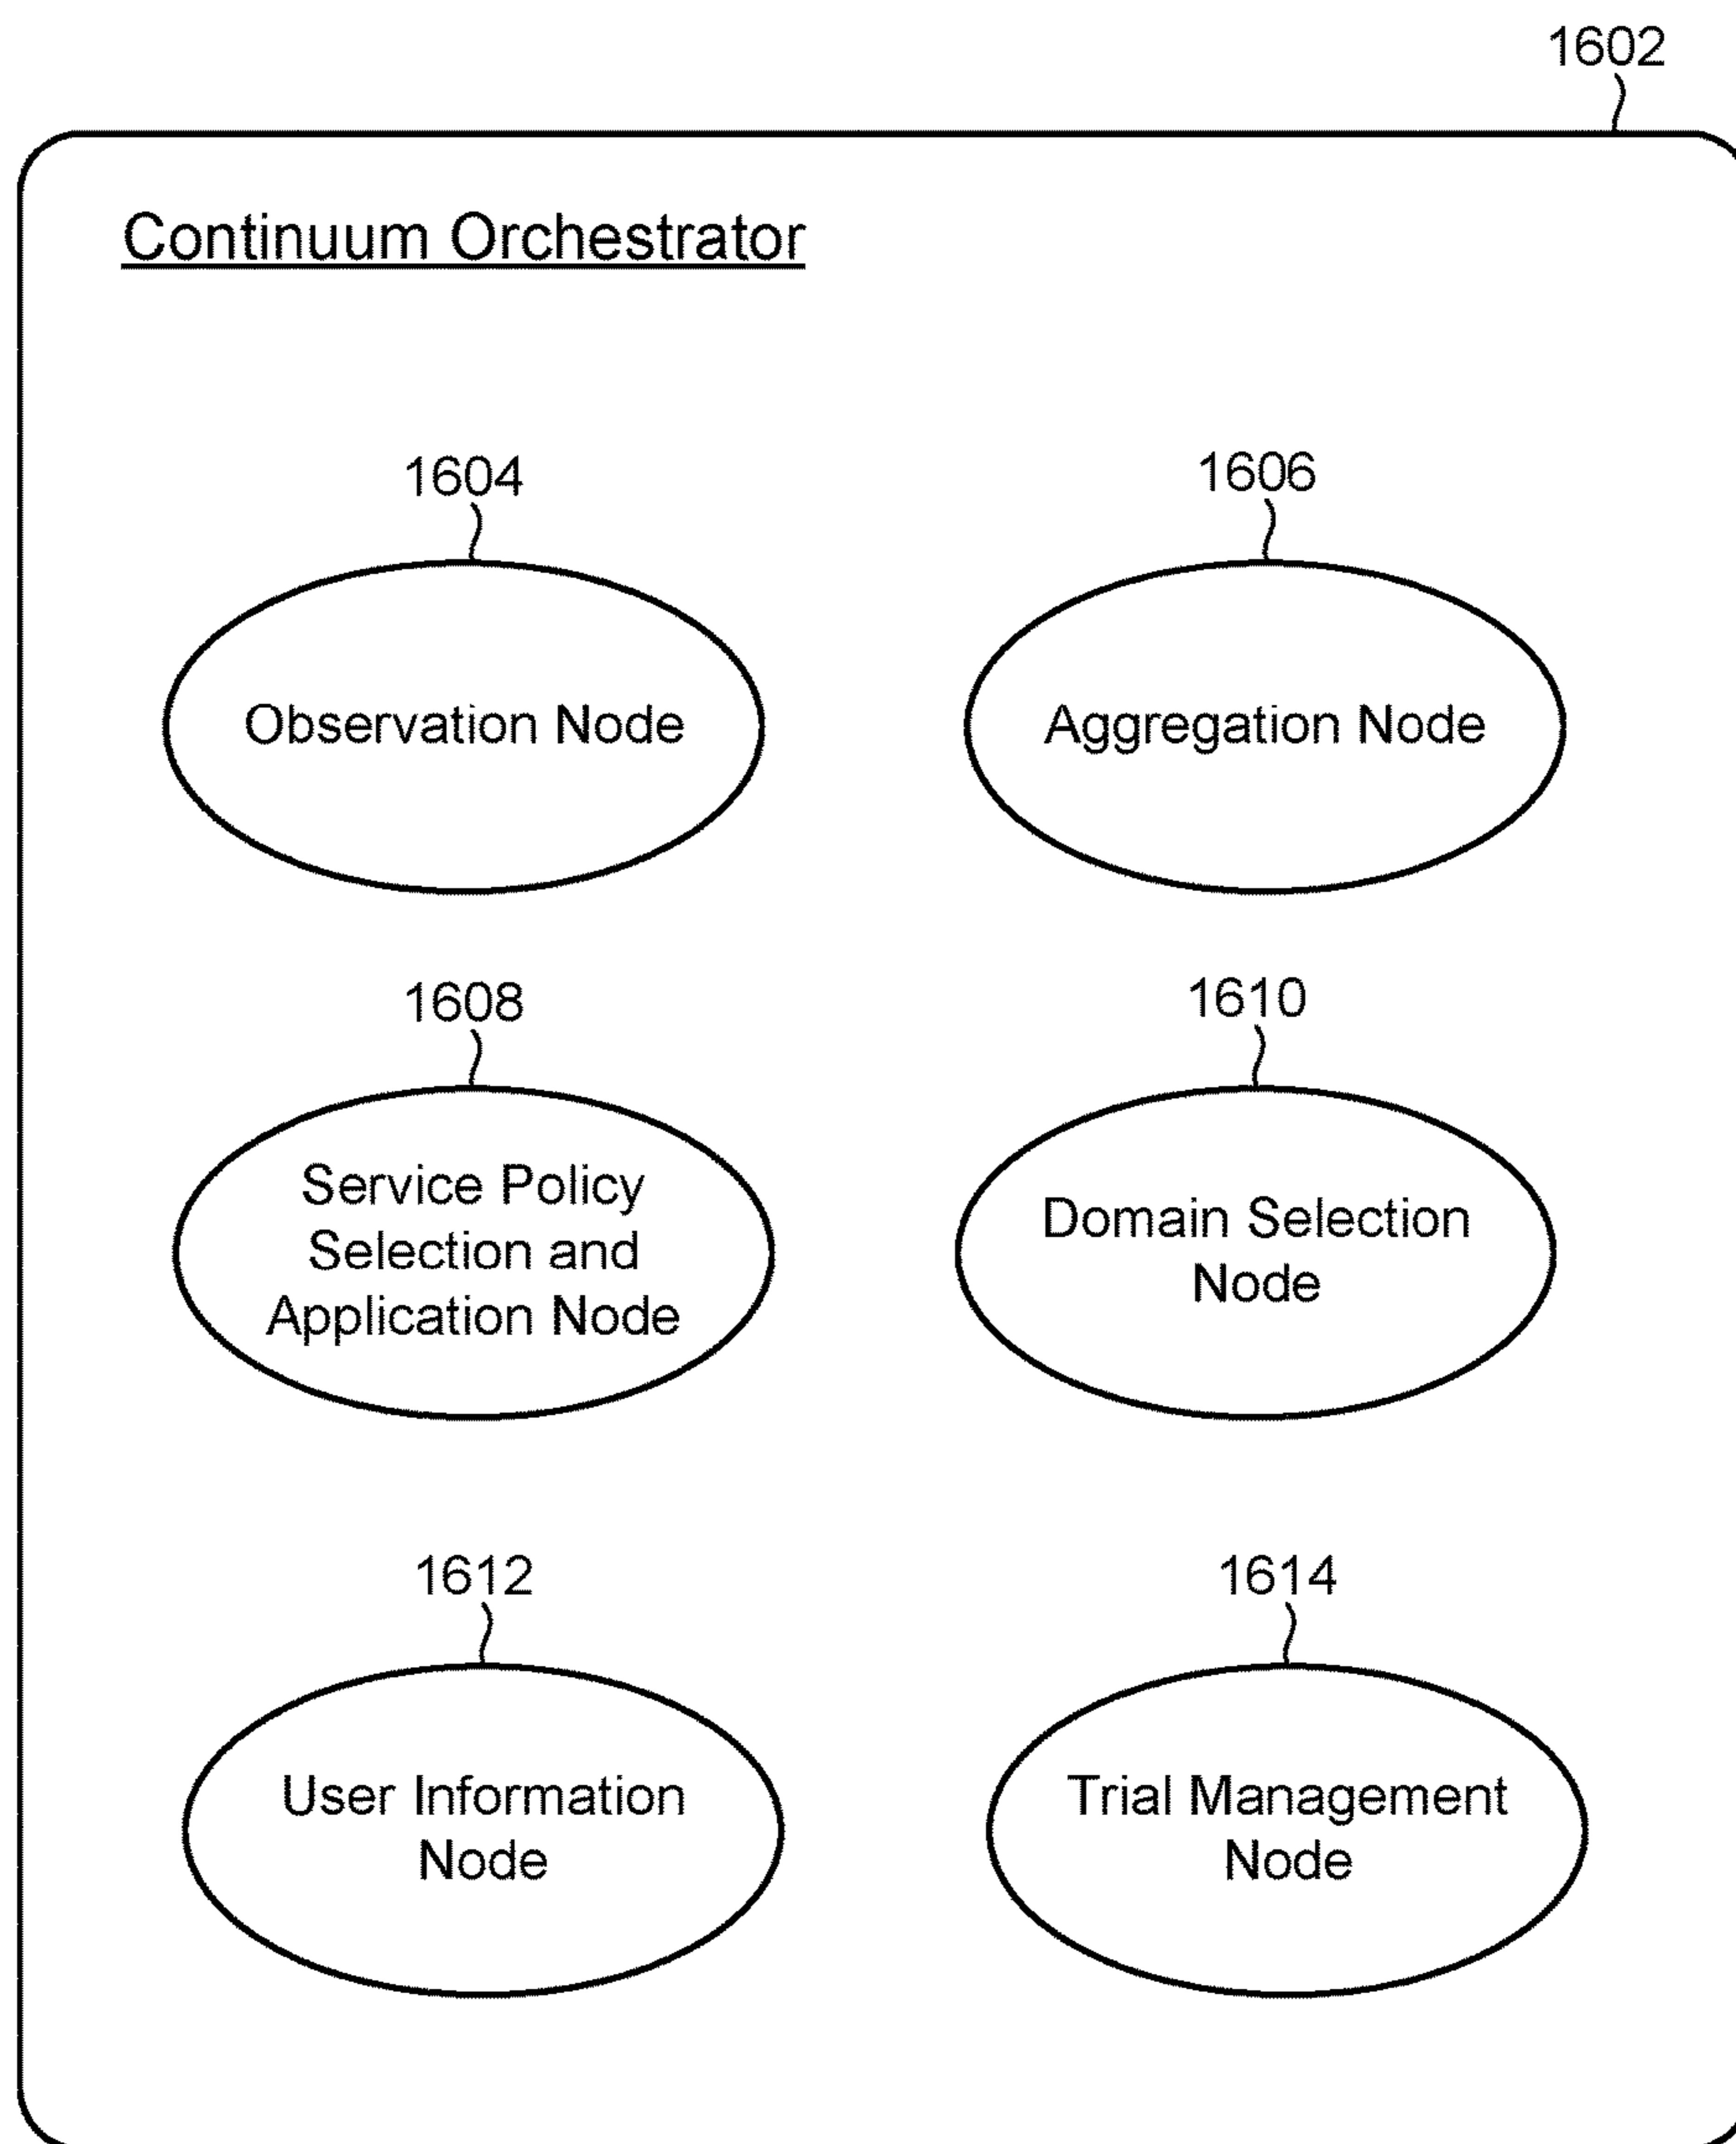 1602
Continuum Orchestrator
1604
1606
Observation Node
Aggregation Node
1608
1610
Service Policy
Selection and
Application Node
Domain Selection
Node
1612
1614
User Information
Node
Trial Management
Node